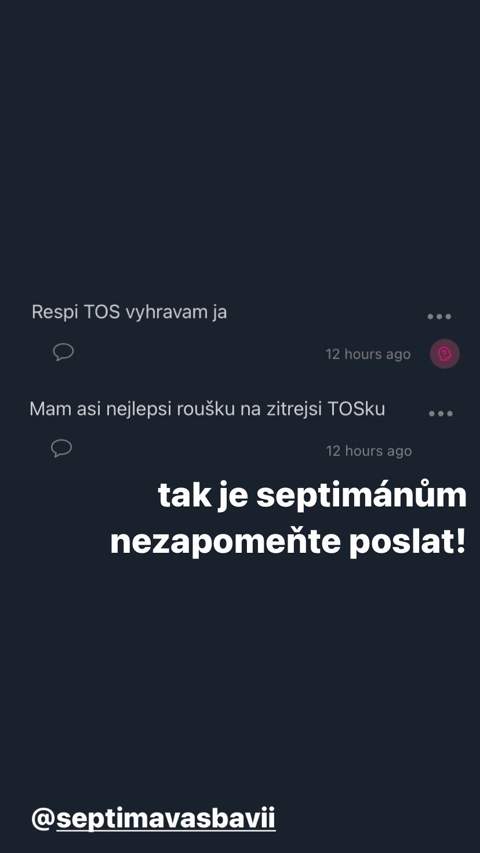 Respi TOS vyhravam ja
12 hours ago
Mam asi nejlepsi roušku na zitrejsi TOSku
12 hours ago
tak je septimánům
nezapomeňte poslat!
@septimavasbavii